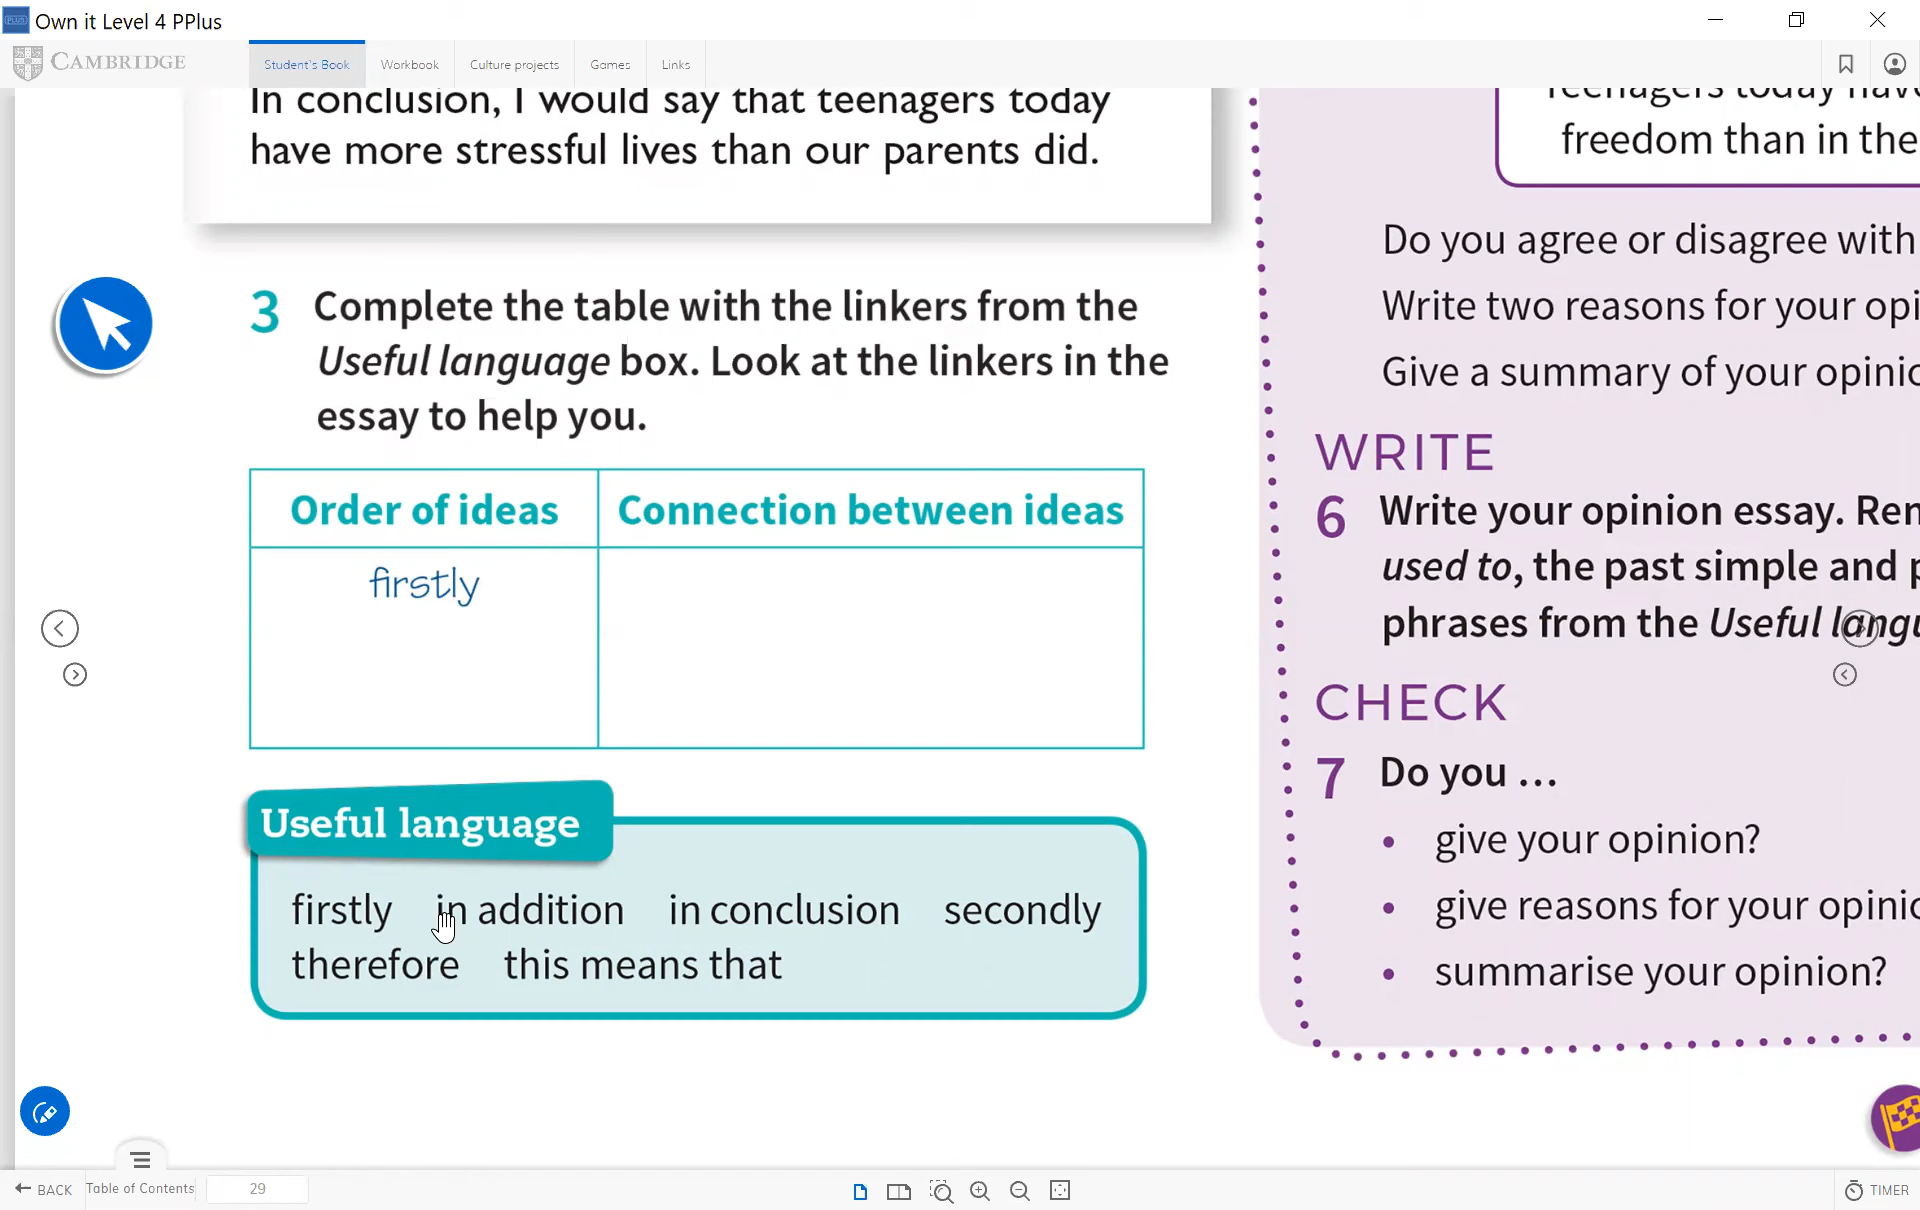 Own it Level 4 PPlus
CAMBRIDGE
Student's Book
Workbook
Culture projects
Games
Links
In conclusion, I would say that teenagers today
have more stressful lives than our parents did.
3 Complete the table with the linkers from the
Useful language box. Look at the linkers in the
essay to help you.
Order of ideas
Connection between ideas
firstly
Useful language
firstly in addition in conclusion secondly
therefore this means that
Teenagers today
freedom than in the
Do you agree or disagree with
Write two reasons for your
Give a summary of your
WRITE
6 Write your opinion essay.
used to, the past simple and
phrases from the Useful
CHECK
7 Do you ...
• give your opinion?
• give reasons for your
• summarise your opinion?
BACK
Table of Contents
29
TIMER